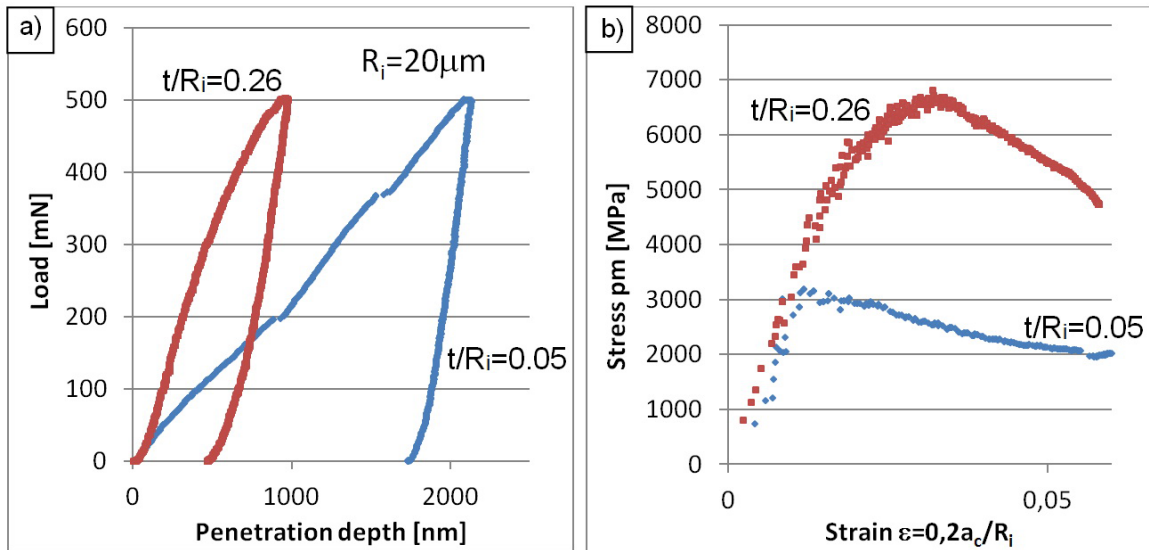 a)
600
500
400
300
200
100
0
Load [mN]
t/Ri=0.26
Ri=20μm
t/Ri=0.05
0
1000
2000
Penetration depth [nm]
b)
8000
7000
6000
5000
4000
3000
2000
1000
0
Stress pm [MPa]
t/Ri=0.26
t/Ri=0.05
0
0,05
Strain ε=0,2ac/Ri